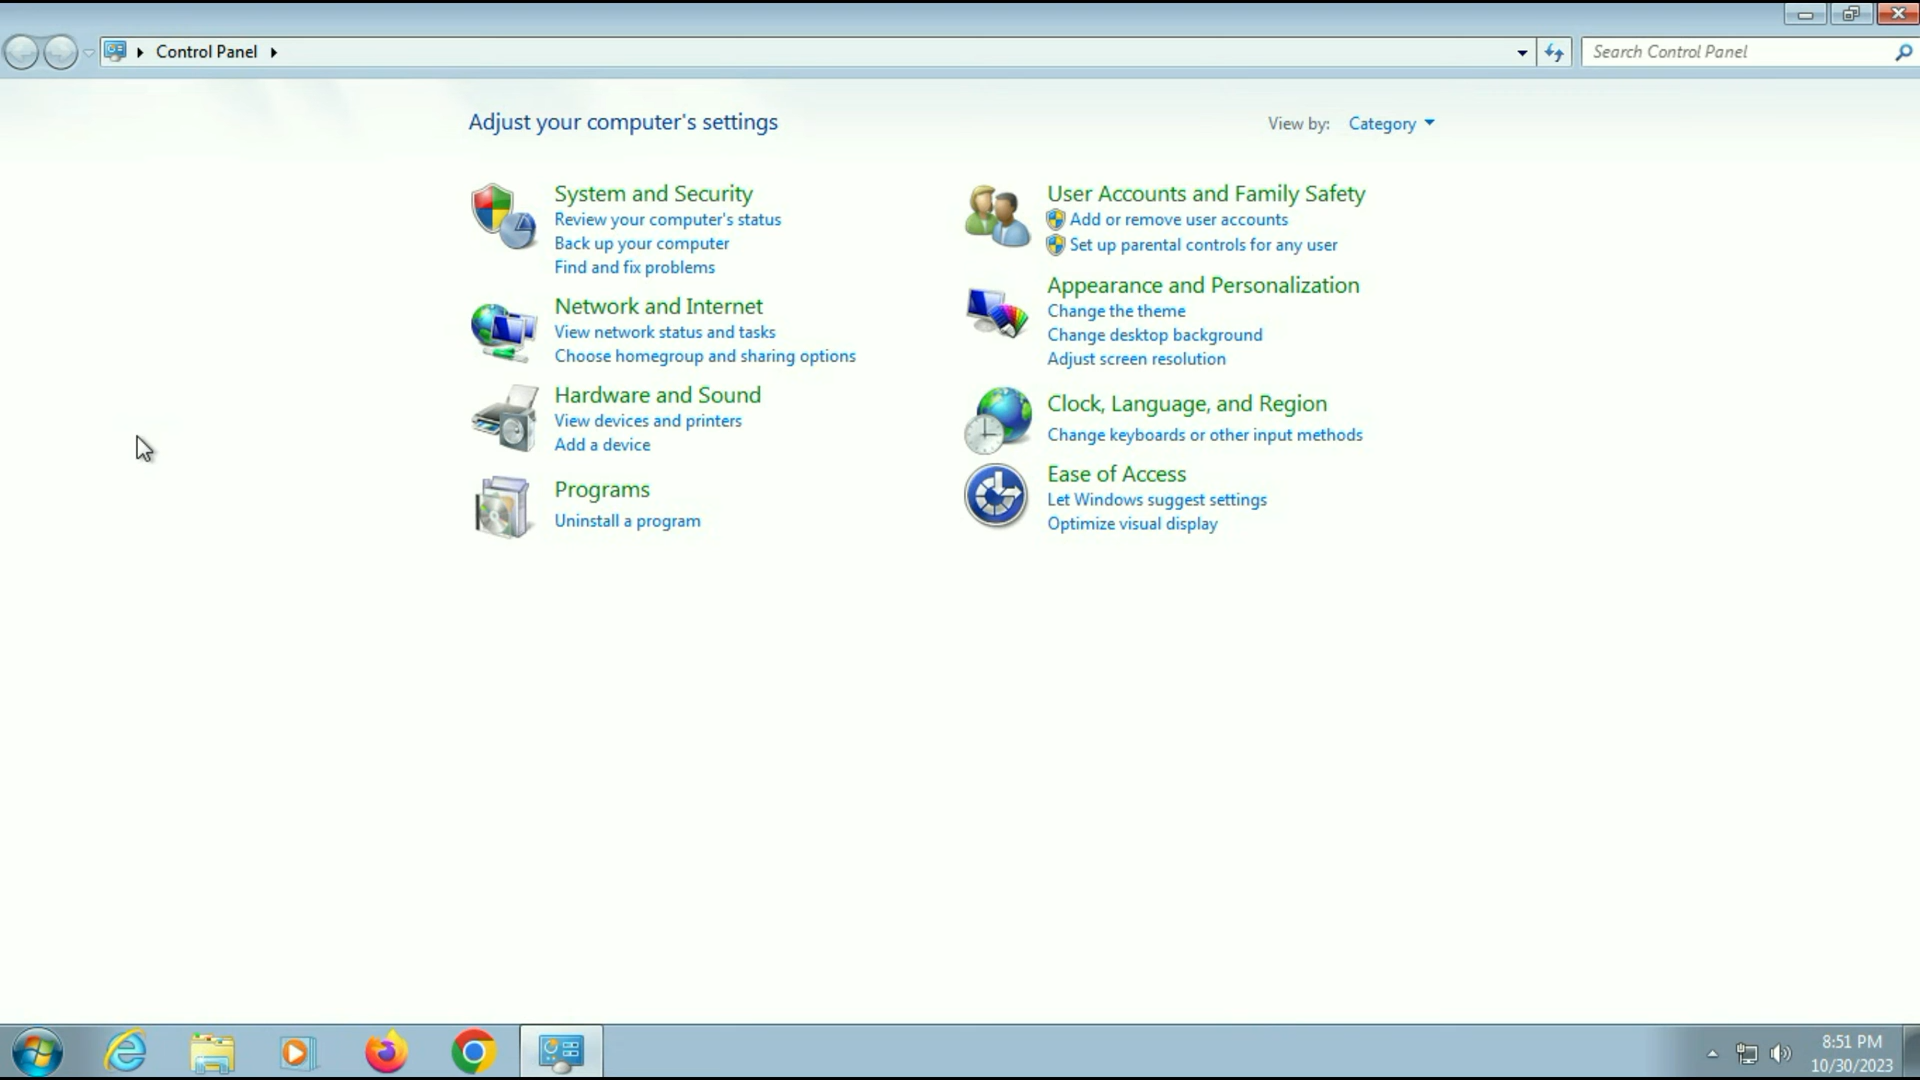 Control Panel
Search Control Panel
Adjust your computer's settings
View by: Category
System and Security
Review your computer's status
Back up your computer
Find and fix problems
Network and Internet
View network status and tasks
Choose homegroup and sharing options
Hardware and Sound
View devices and printers
Add a device
Programs
Uninstall a program
User Accounts and Family Safety
Add or remove user accounts
Set up parental controls for any user
Appearance and Personalization
Change the theme
Change desktop background
Adjust screen resolution
Clock, Language, and Region
Change keyboards or other input methods
Ease of Access
Let Windows suggest settings
Optimize visual display
8:51 PM
10/30/2023